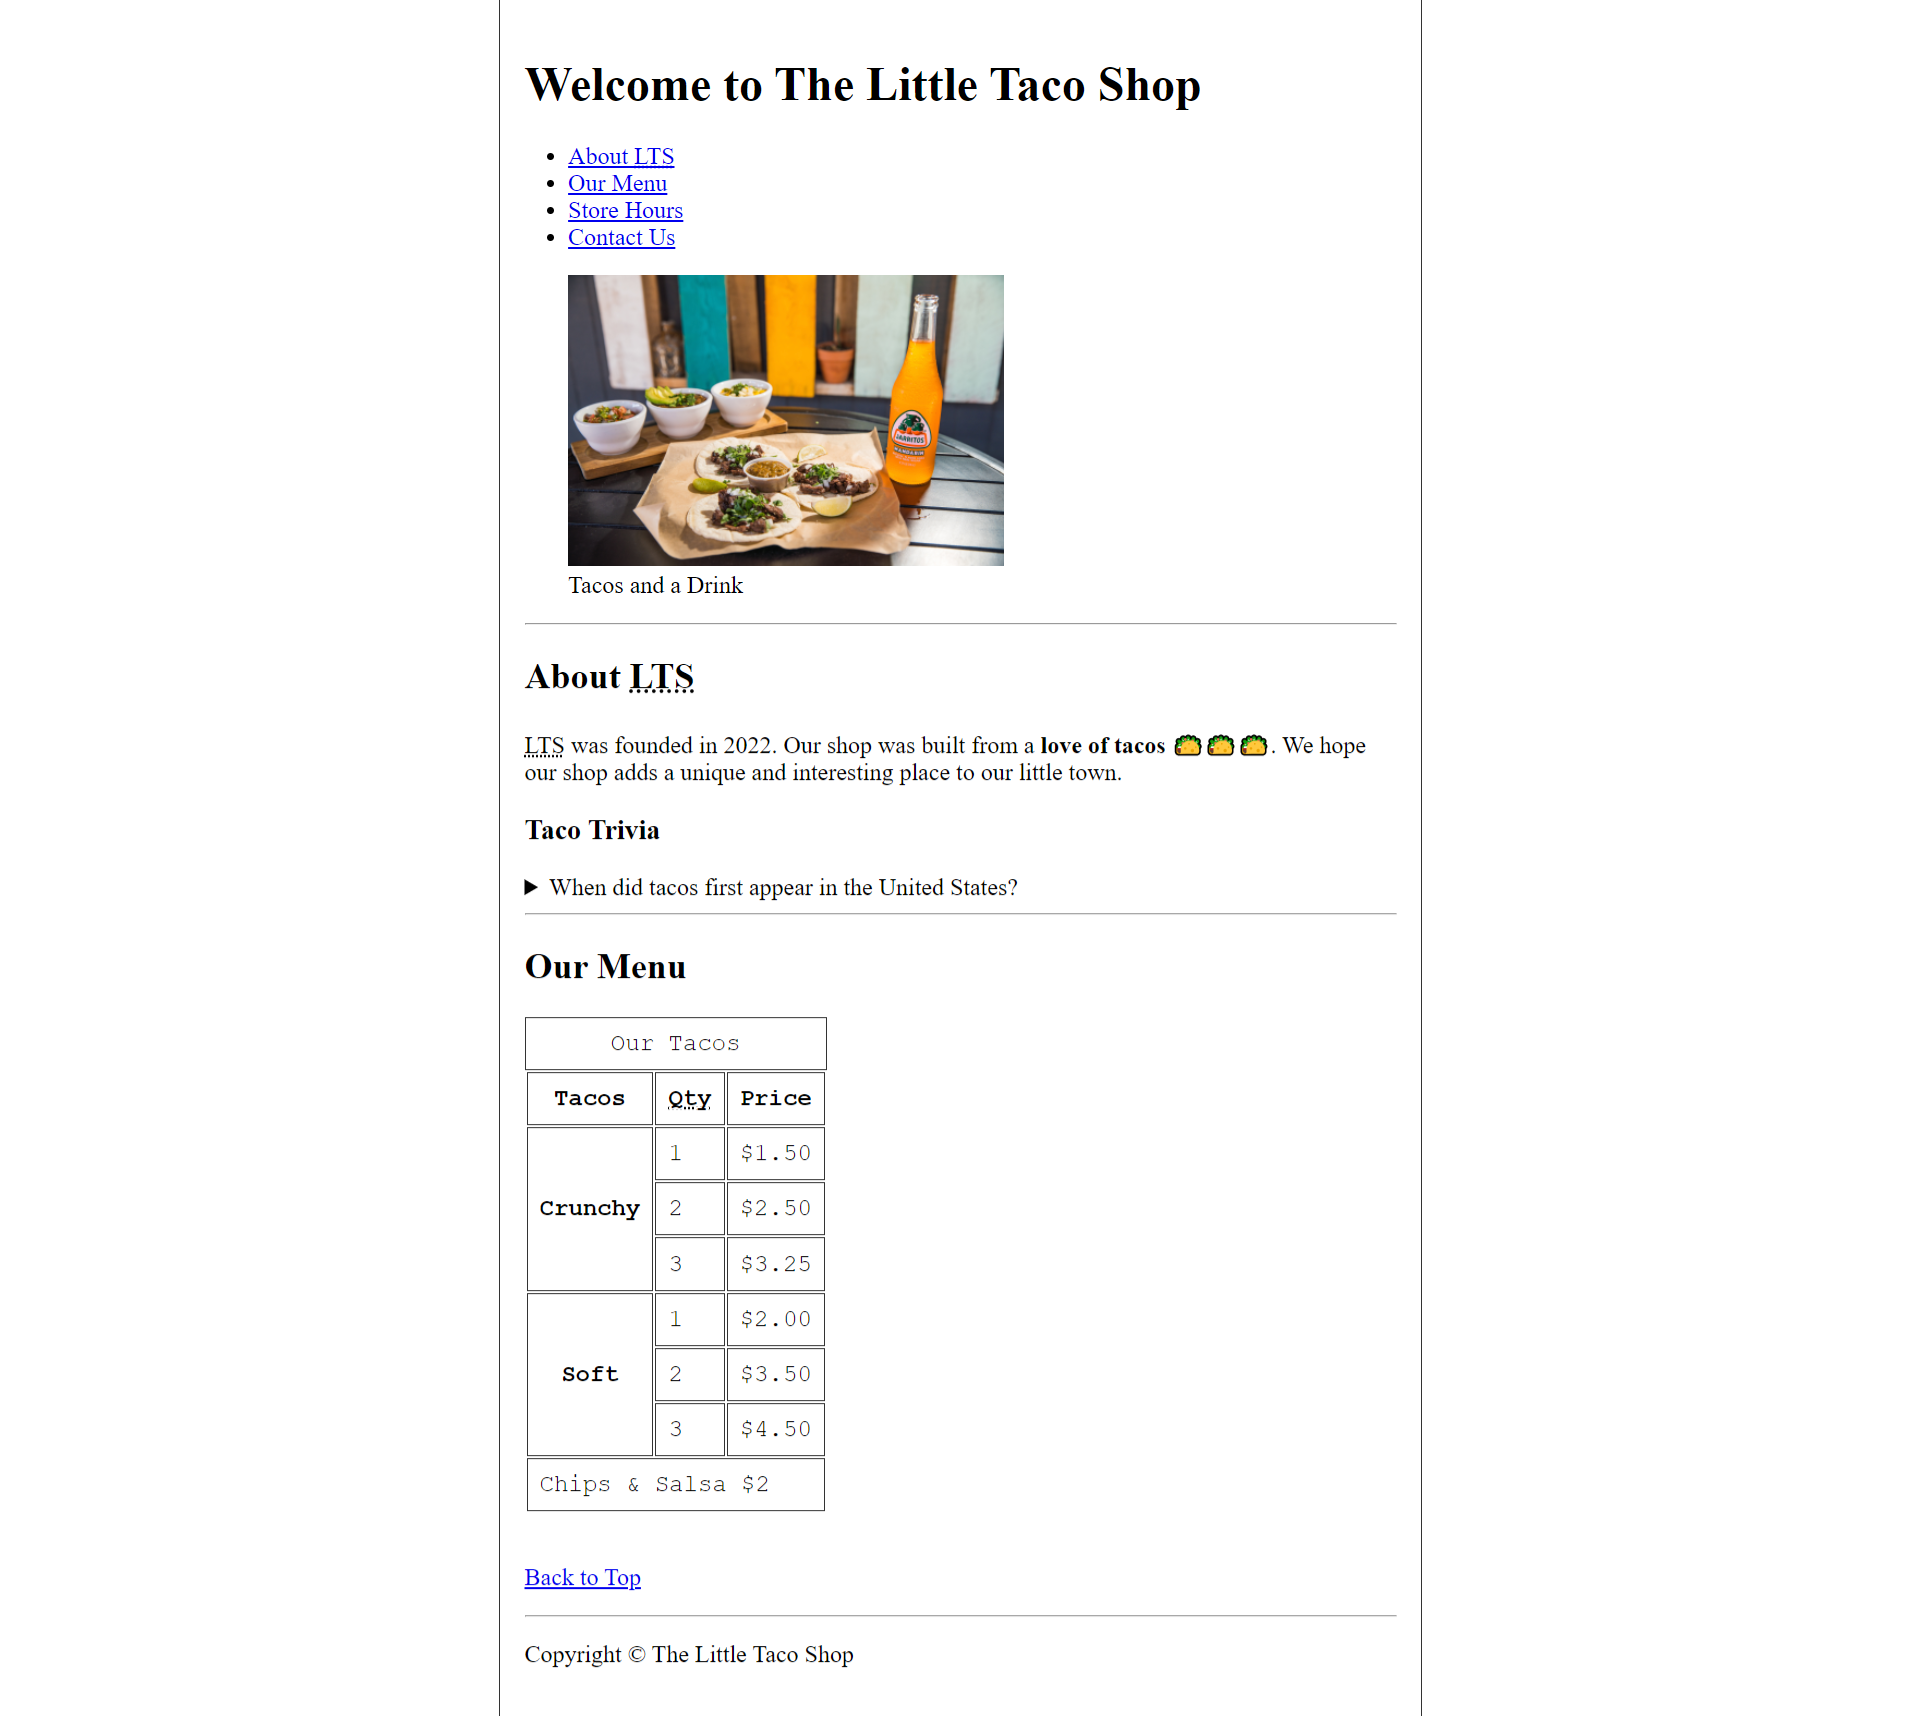 Welcome to The Little Taco Shop
About LTS
Our Menu
Store Hours
Contact Us
JARRITOS
MANDARIN
Tacos and a Drink
About LTS
LTS was founded in 2022. Our shop was built from a love of tacos 🌮🌮🌮. We hope
our shop adds a unique and interesting place to our little town.
Taco Trivia
When did tacos first appear in the United States?
Our Menu
Our Tacos
Tacos Qty Price
1 $1.50
Crunchy 2 $2.50
3 $3.25
1 $2.00
Soft 2 $3.50
3 $4.50
Chips & Salsa $2
Back to Top
Copyright © The Little Taco Shop